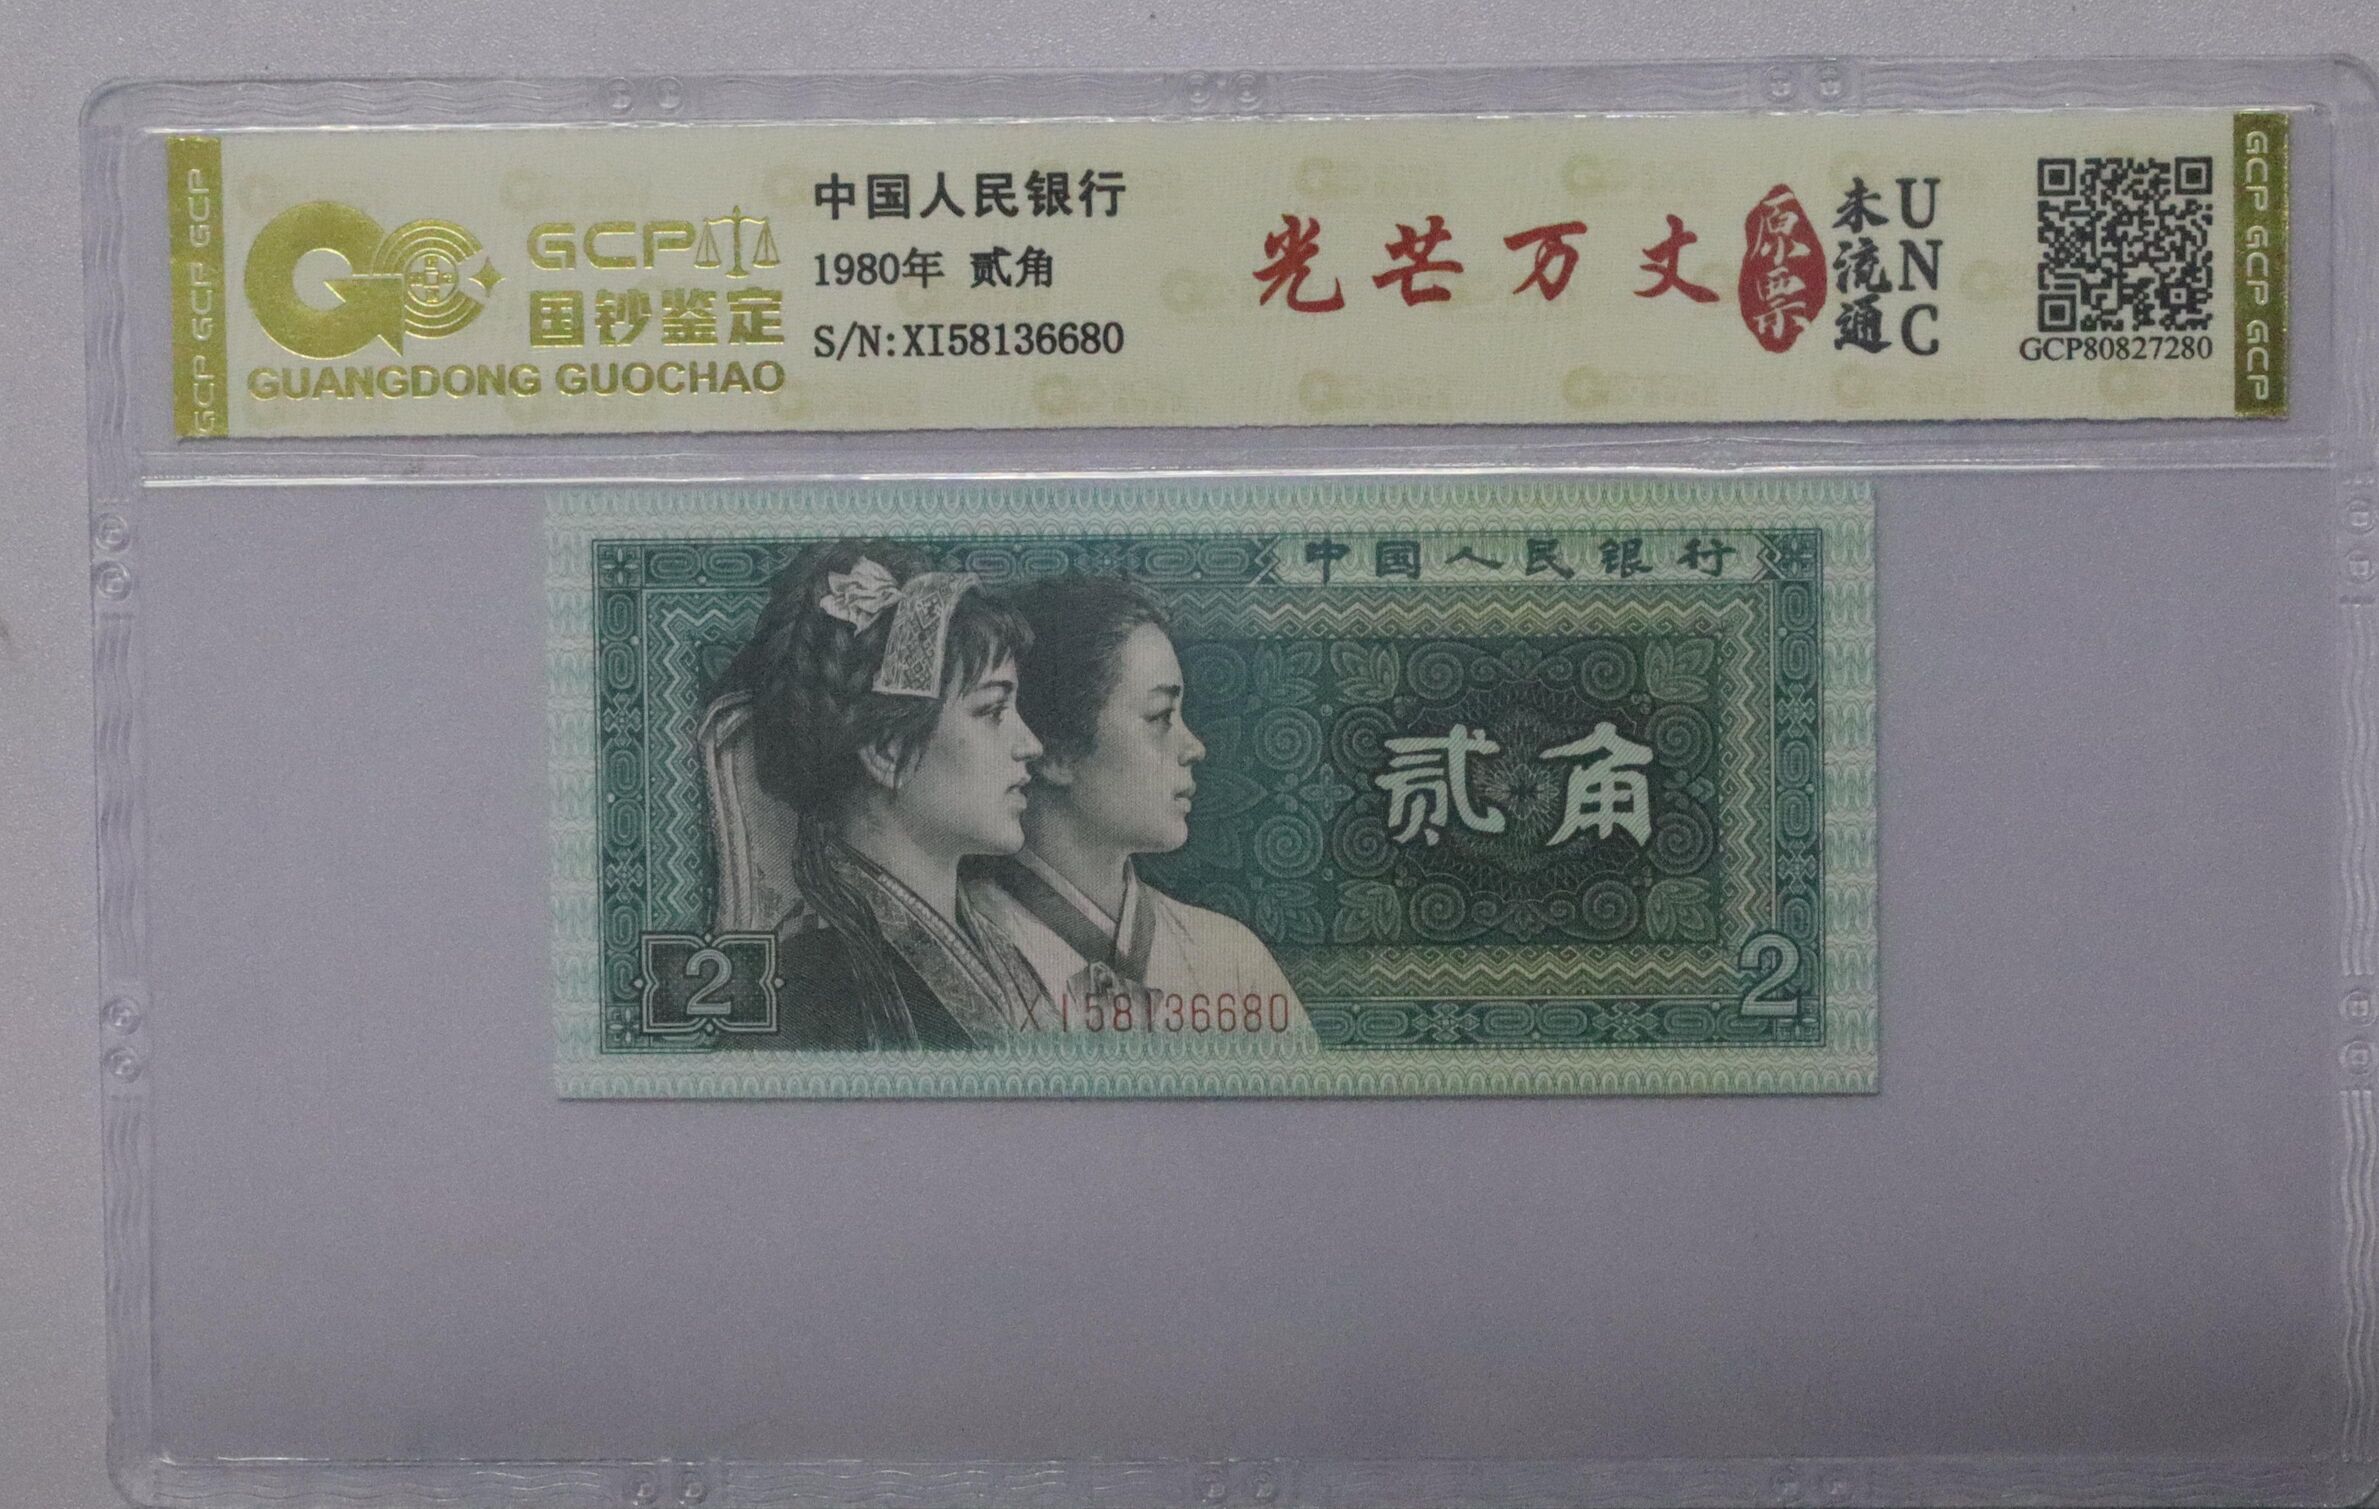 GCP GCP GCP
GCP
国钞鉴定
GUANGDONG GUOCHAO
中国人民银行
1980年 贰角
S/N:XI58136680
光芒万丈
原票
未流通
UNC
GCP80827280
GCP GCP GCP
中国人民银行
贰角
2
XI58136680
2